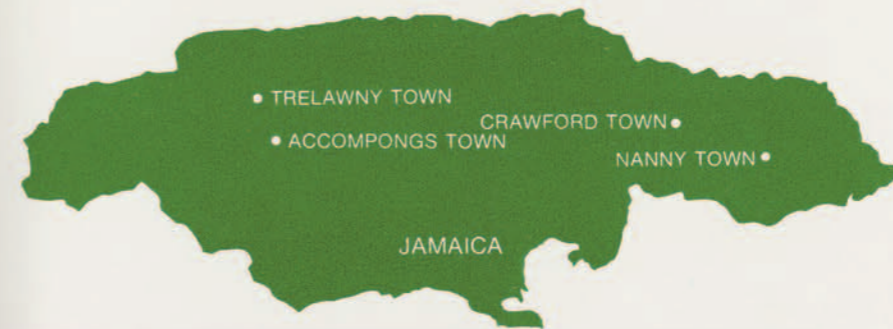 TRELAWNY TOWN
ACCOMPONGS TOWN
CRAWFORD TOWN
NANNY TOWN
JAMAICA